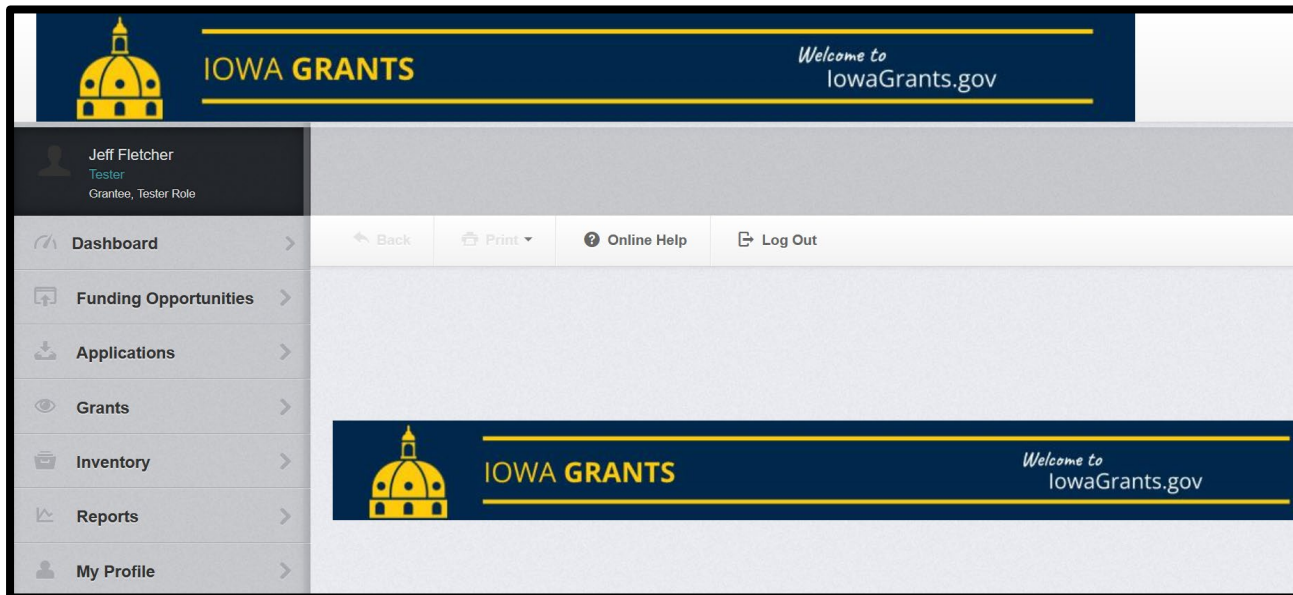 IOWA GRANTS
Welcome to
IowaGrants.gov
Jeff Fletcher
Tester
Grantee, Tester Role
Back
Print
Online Help
Log Out
Dashboard
Funding Opportunities
Applications
Grants
Inventory
Reports
My Profile
IOWA GRANTS
Welcome to
IowaGrants.gov